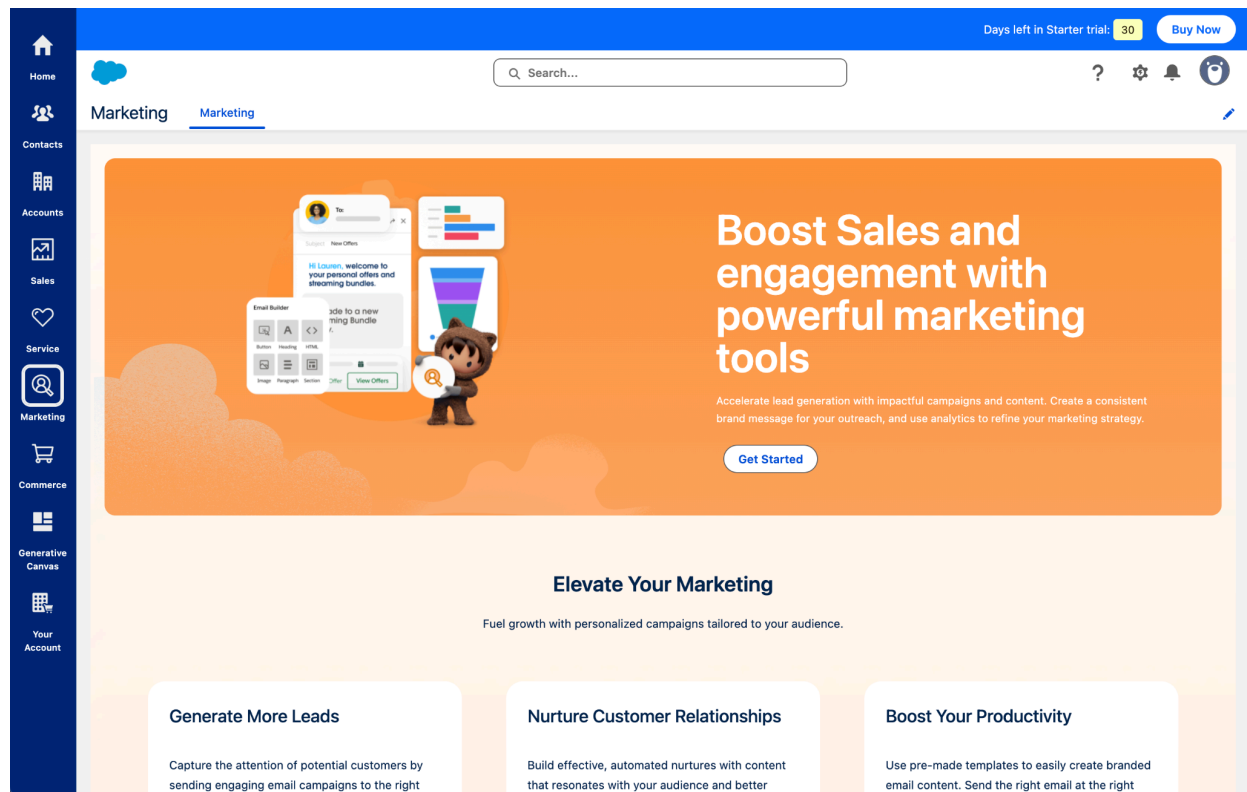 Days left in Starter trial: 30 Buy Now
Home
Search...
Contacts
Marketing Marketing
Accounts
Sales
Service
Marketing
Commerce
Generative
Canvas
Your
Account
To:
Subject New Offers
Hi Lauren, welcome to
your personal offers and
streaming bundles.
ade to a new
ming Bundle
y.
Offer View Offers
Email Builder
Button Heading HTML
Image Paragraph Section
Boost Sales and
engagement with
powerful marketing
tools
Accelerate lead generation with impactful campaigns and content. Create a consistent
brand message for your outreach, and use analytics to refine your marketing strategy.
Get Started
Elevate Your Marketing
Fuel growth with personalized campaigns tailored to your audience.
Generate More Leads
Capture the attention of potential customers by
sending engaging email campaigns to the right
Nurture Customer Relationships
Build effective, automated nurtures with content
that resonates with your audience and better
Boost Your Productivity
Use pre-made templates to easily create branded
email content. Send the right email at the right